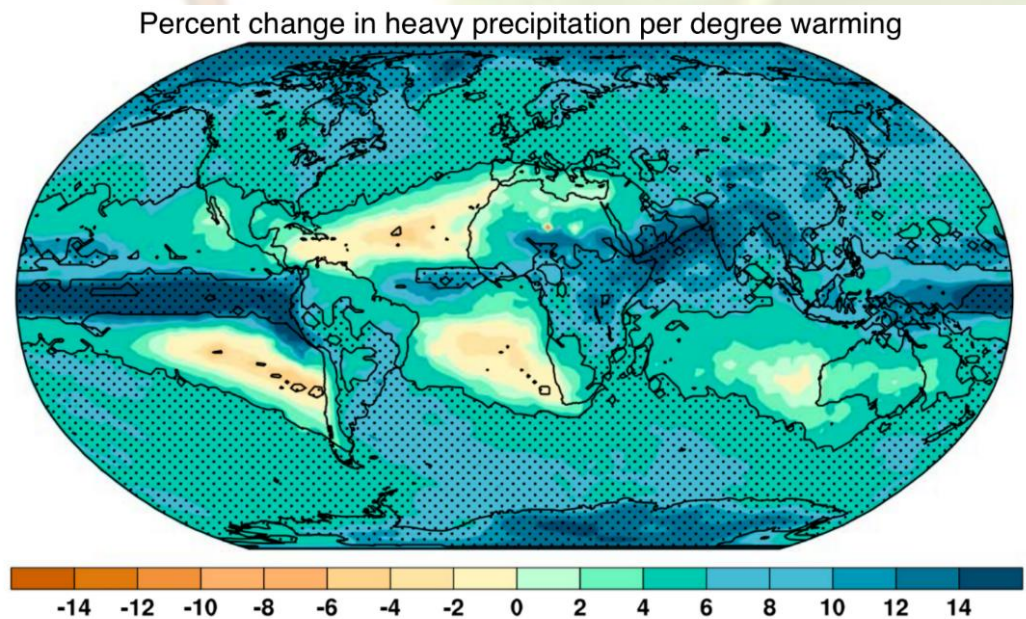 Percent change in heavy precipitation per degree warming
-14 -12 -10 -8 -6 -4 -2 0 2 4 6 8 10 12 14